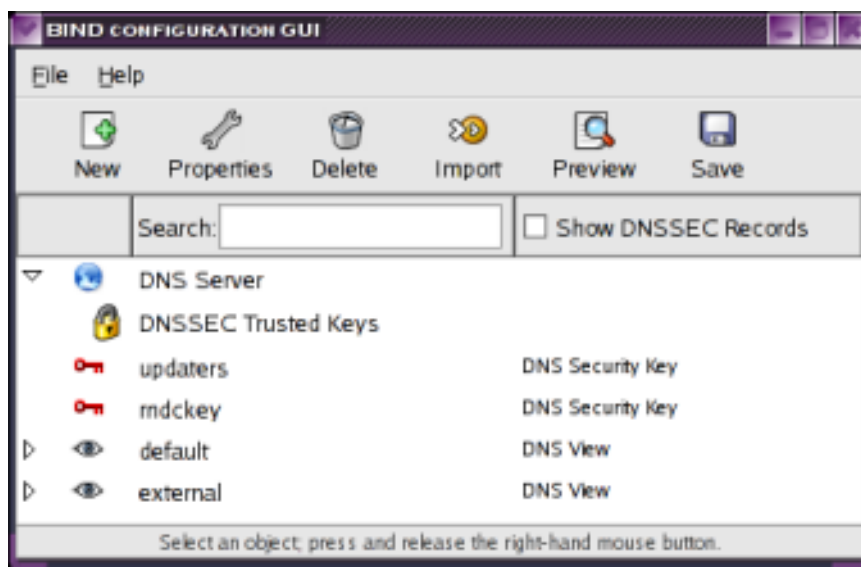 BIND CONFIGURATION GUI
File Help
New Properties Delete Import Preview Save
Search: Show DNSSEC Records
DNS Server
DNSSEC Trusted Keys
updaters DNS Security Key
rndckey DNS Security Key
default DNS View
external DNS View
Select an object; press and release the right-hand mouse button.